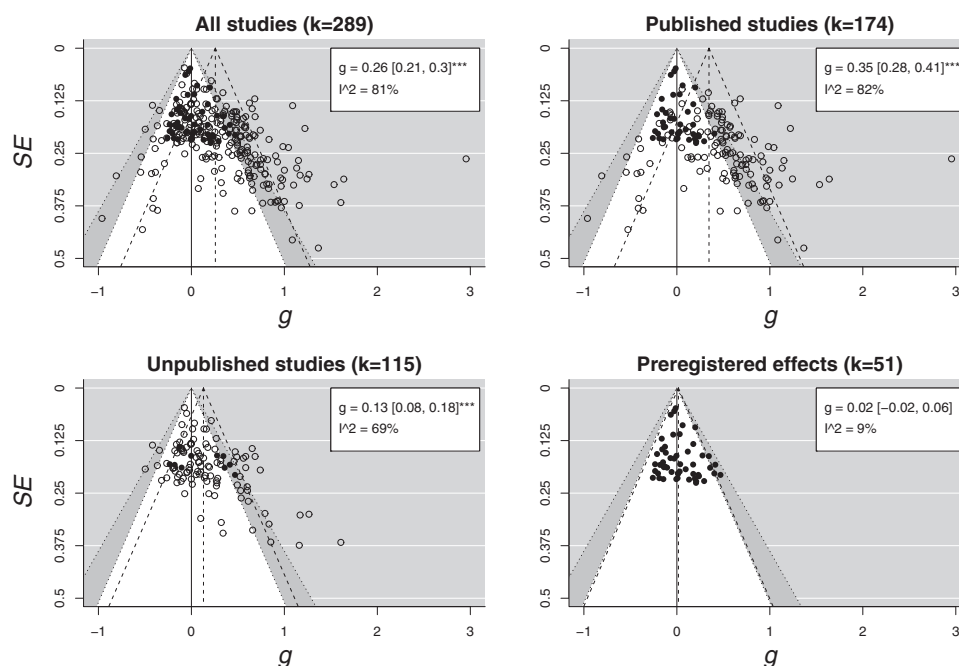 All studies (k=289)
g = 0.26 [0.21, 0.3]***
I^2 = 81%
0
0.125
0.25
0.375
0.5
SE
−1
0
1
2
3
g
Published studies (k=174)
g = 0.35 [0.28, 0.41]***
I^2 = 82%
0
0.125
0.25
0.375
0.5
−1
0
1
2
3
g
Unpublished studies (k=115)
g = 0.13 [0.08, 0.18]***
I^2 = 69%
0
0.125
0.25
0.375
0.5
SE
−1
0
1
2
3
g
Preregistered effects (k=51)
g = 0.02 [−0.02, 0.06]
I^2 = 9%
0
0.125
0.25
0.375
0.5
−1
0
1
2
3
g